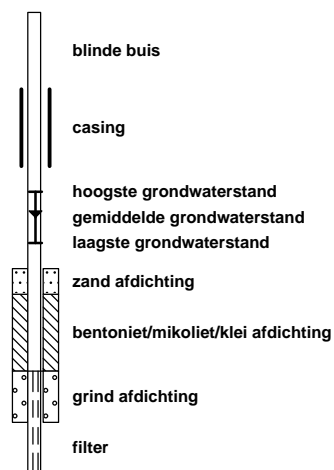 blinde buis
casing
hoogste grondwaterstand
gemiddelde grondwaterstand
laagste grondwaterstand
zand afdichting
bentoniet/mikoliet/klei afdichting
grind afdichting
filter